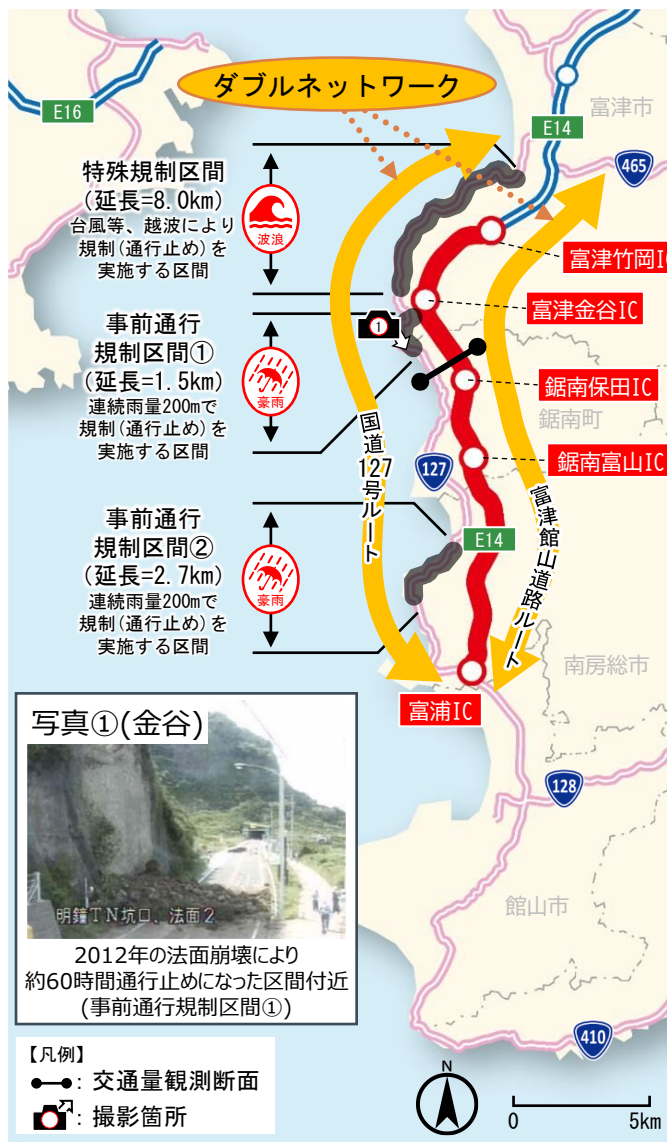 ダブルネットワーク
E16
E14
富津市
465
特殊規制区間
(延長=8.0km)
台風等、越波により
規制(通行止め)を
実施する区間
波浪
富津竹岡IC
富津金谷IC
1
事前通行
規制区間①
(延長=1.5km)
連続雨量200mで
規制(通行止め)を
実施する区間
豪雨
鋸南保田IC
鋸南町
国道127号ルート
127
鋸南富山IC
富津館山道路ルート
E14
事前通行
規制区間②
(延長=2.7km)
連続雨量200mで
規制(通行止め)を
実施する区間
豪雨
南房総市
富浦IC
128
館山市
410
写真①(金谷)
明鐘TN坑口、法面2
2012年の法面崩壊により
約60時間通行止めになった区間付近
(事前通行規制区間①)
【凡例】
：交通量観測断面
：撮影箇所
N
0 5km